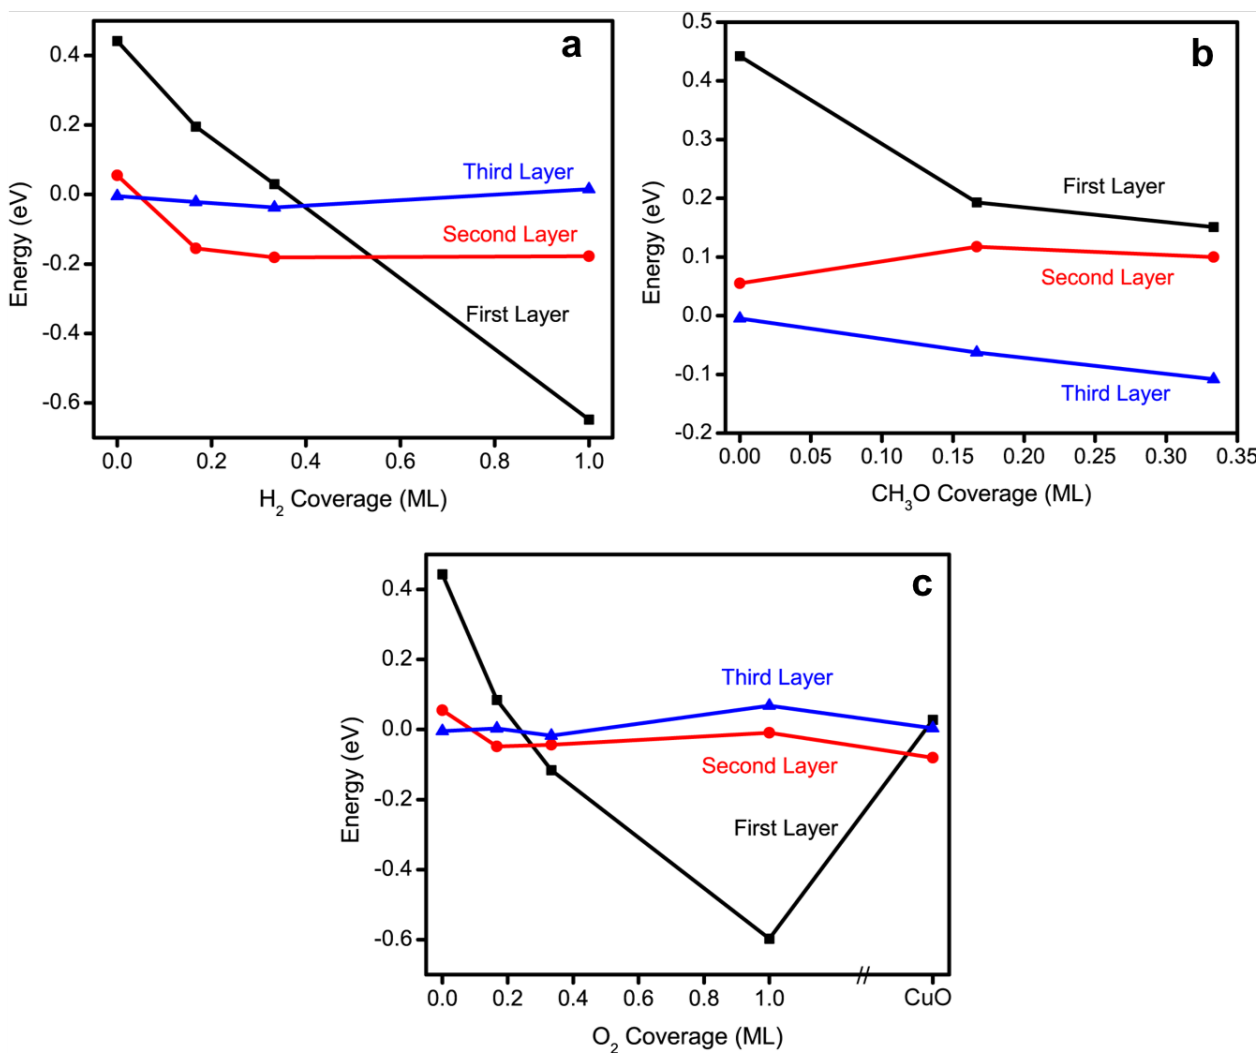 a
0.4
0.2
0.0
-0.2
-0.4
-0.6
Energy (eV)
Third Layer
Second Layer
First Layer
0.0 0.2 0.4 0.6 0.8 1.0
H₂ Coverage (ML)
b
0.5
0.4
0.3
0.2
0.1
0.0
-0.1
-0.2
Energy (eV)
First Layer
Second Layer
Third Layer
0.00 0.05 0.10 0.15 0.20 0.25 0.30 0.35
CH₃O Coverage (ML)
c
0.4
0.2
0.0
-0.2
-0.4
-0.6
Energy (eV)
Third Layer
Second Layer
First Layer
0.0 0.2 0.4 0.6 0.8 1.0 // CuO
O₂ Coverage (ML)